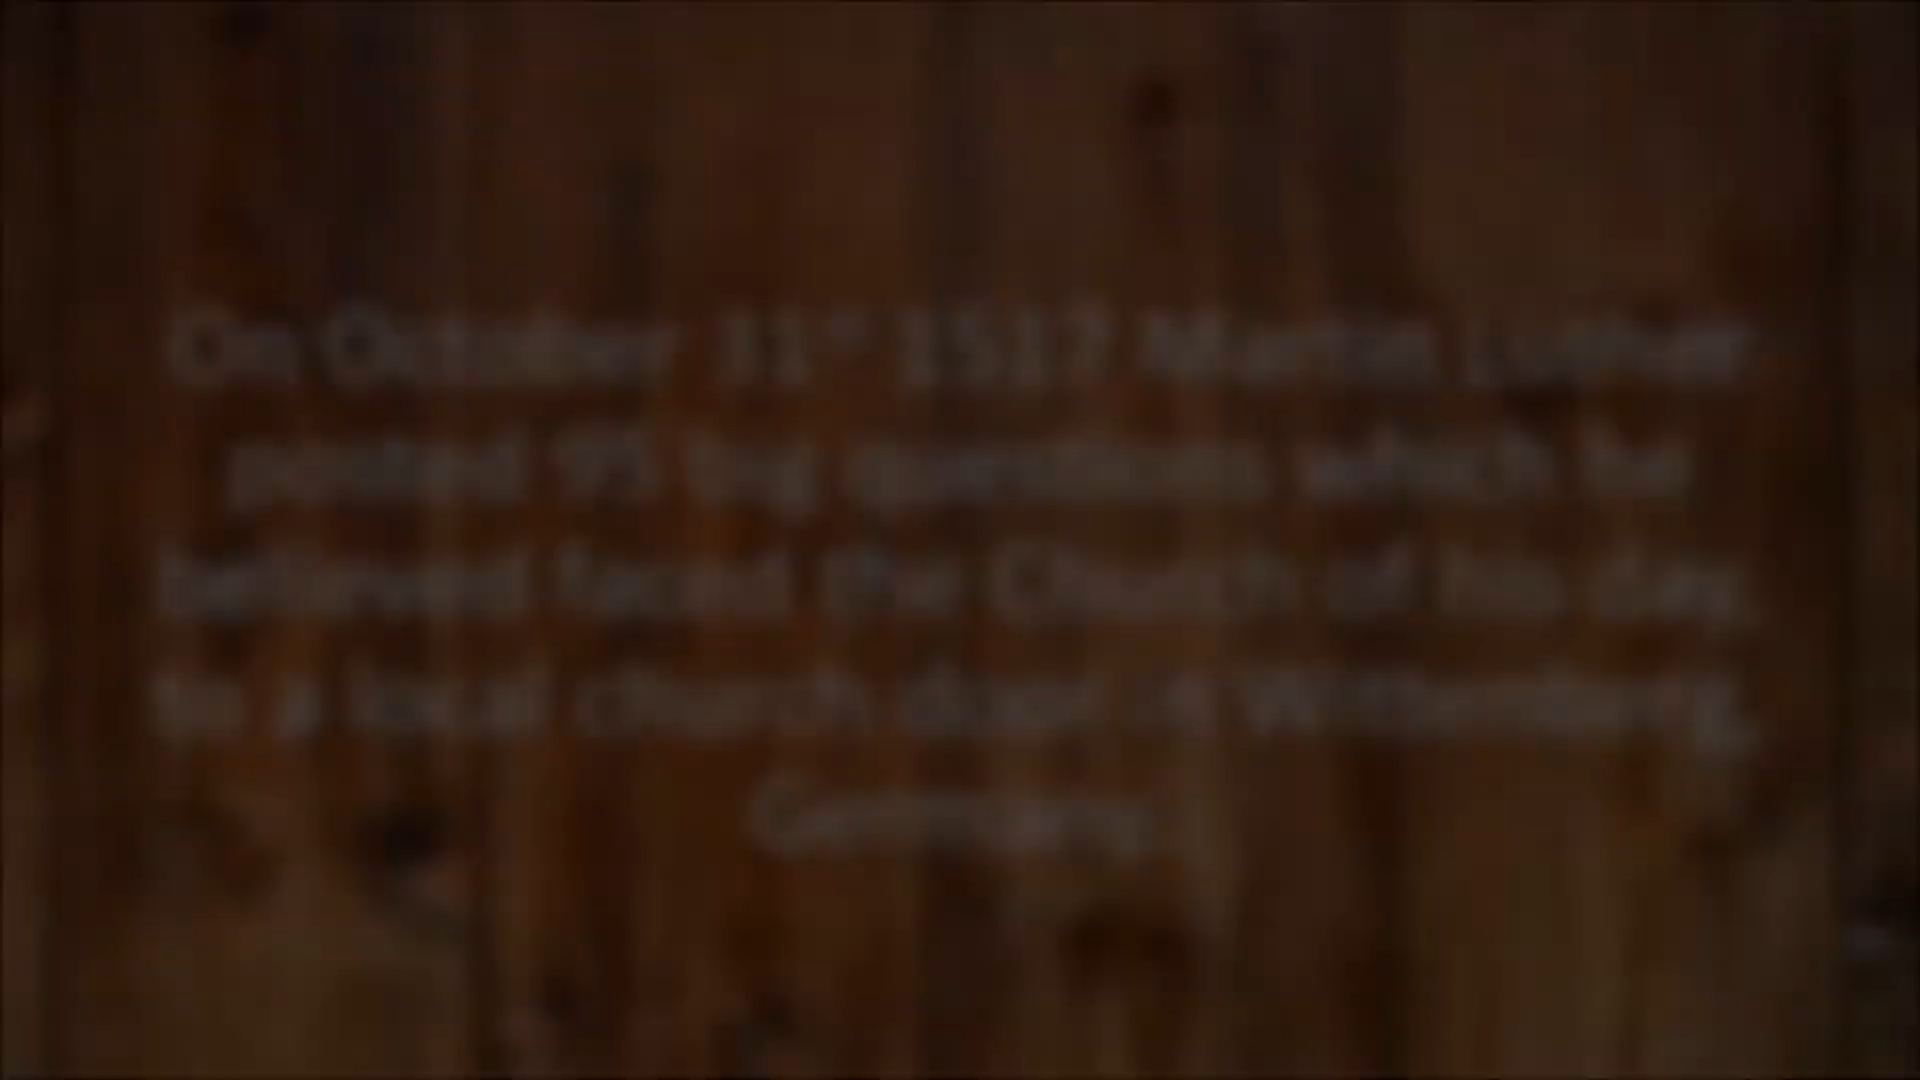 On October 31st 1517 Martin Luther
posted 95 big questions which he
believed faced the Church of his day,
to a local church door in Wittenberg,
Germany.